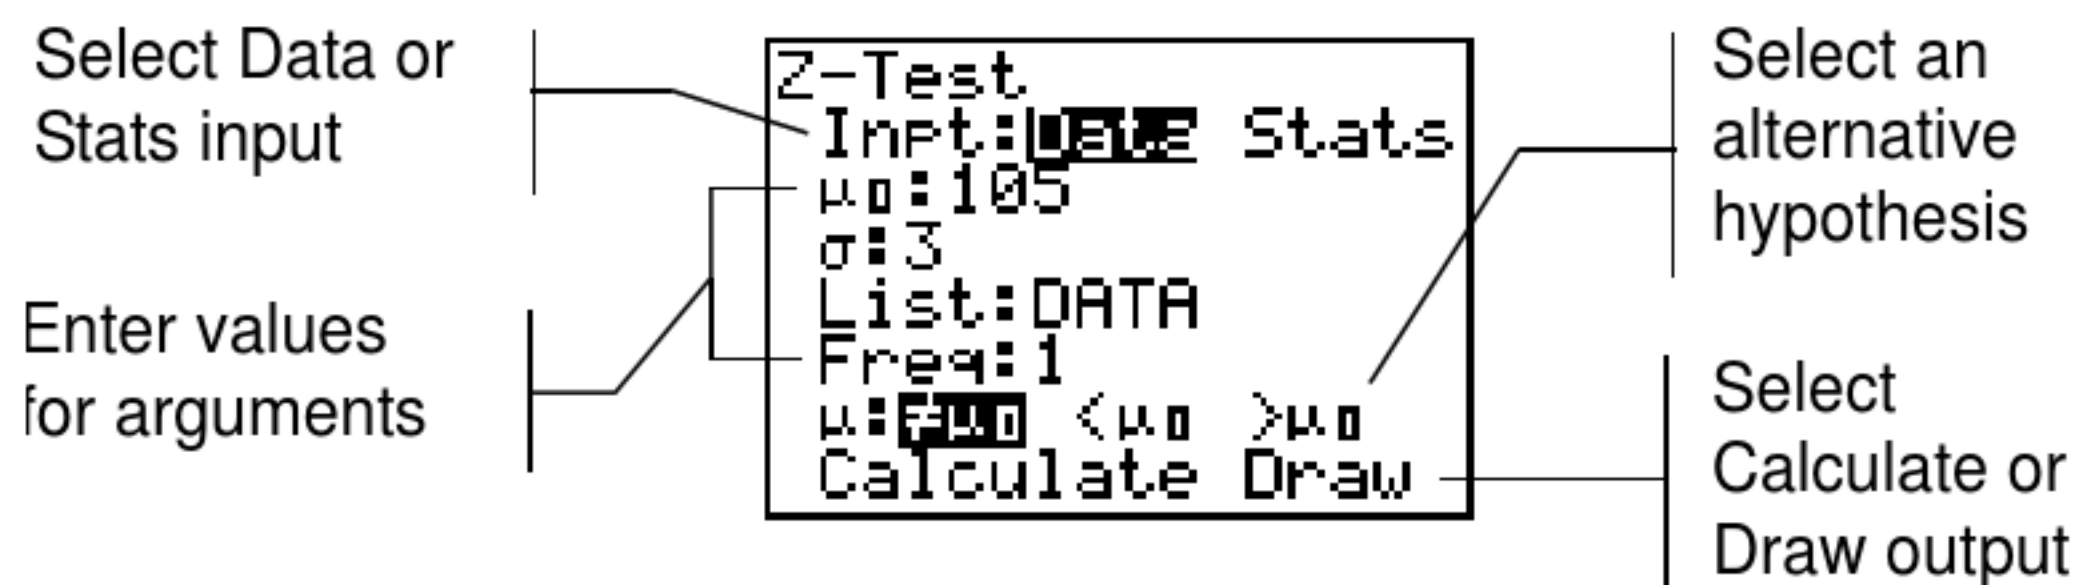 Select Data or
Stats input
Enter values
for arguments
Z-Test
Inpt:Data Stats
μ0:105
σ:3
List:DATA
Freq:1
μ:≠μ0 <μ0 >μ0
Calculate Draw
Select an
alternative
hypothesis
Select
Calculate or
Draw output